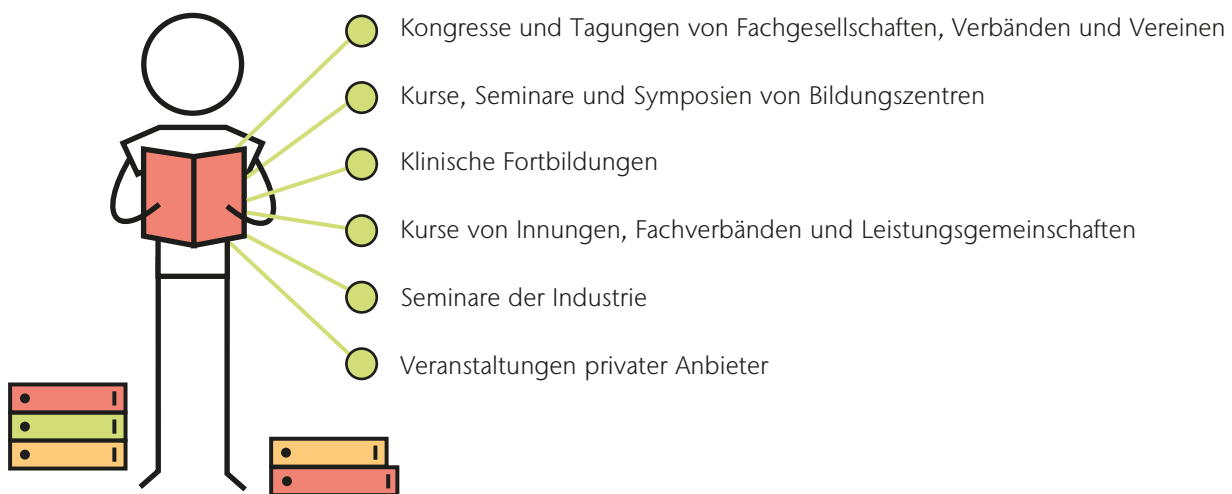 Kongresse und Tagungen von Fachgesellschaften, Verbänden und Vereinen
Kurse, Seminare und Symposien von Bildungszentren
Klinische Fortbildungen
Kurse von Innungen, Fachverbänden und Leistungsgemeinschaften
Seminare der Industrie
Veranstaltungen privater Anbieter